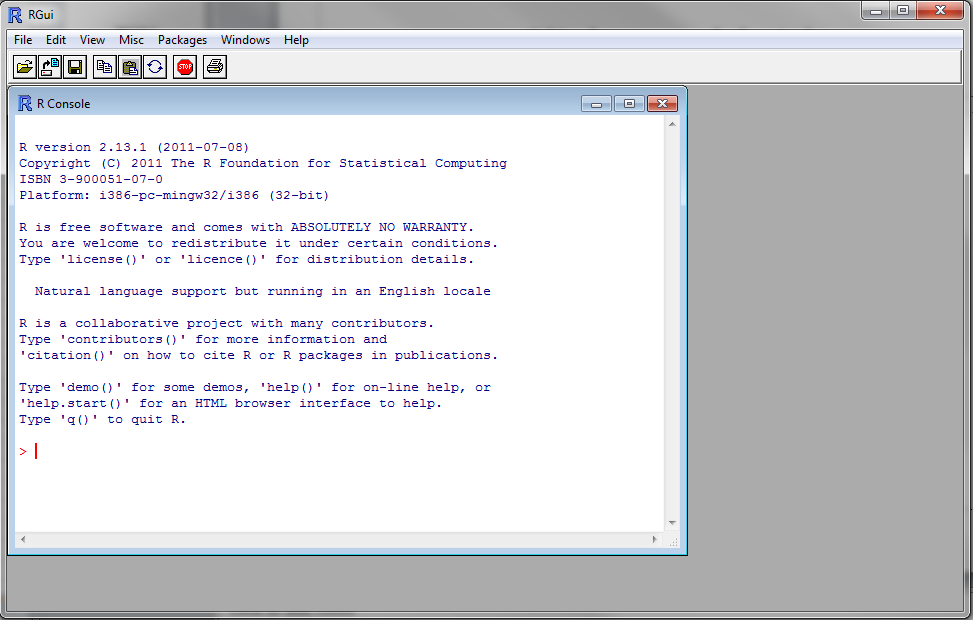 RGui
File Edit View Misc Packages Windows Help
STOP
R Console
R version 2.13.1 (2011-07-08)
Copyright (C) 2011 The R Foundation for Statistical Computing
ISBN 3-900051-07-0
Platform: i386-pc-mingw32/i386 (32-bit)
R is free software and comes with ABSOLUTELY NO WARRANTY.
You are welcome to redistribute it under certain conditions.
Type 'license()' or 'licence()' for distribution details.
Natural language support but running in an English locale
R is a collaborative project with many contributors.
Type 'contributors()' for more information and
'citation()' on how to cite R or R packages in publications.
Type 'demo()' for some demos, 'help()' for on-line help, or
'help.start()' for an HTML browser interface to help.
Type 'q()' to quit R.
>